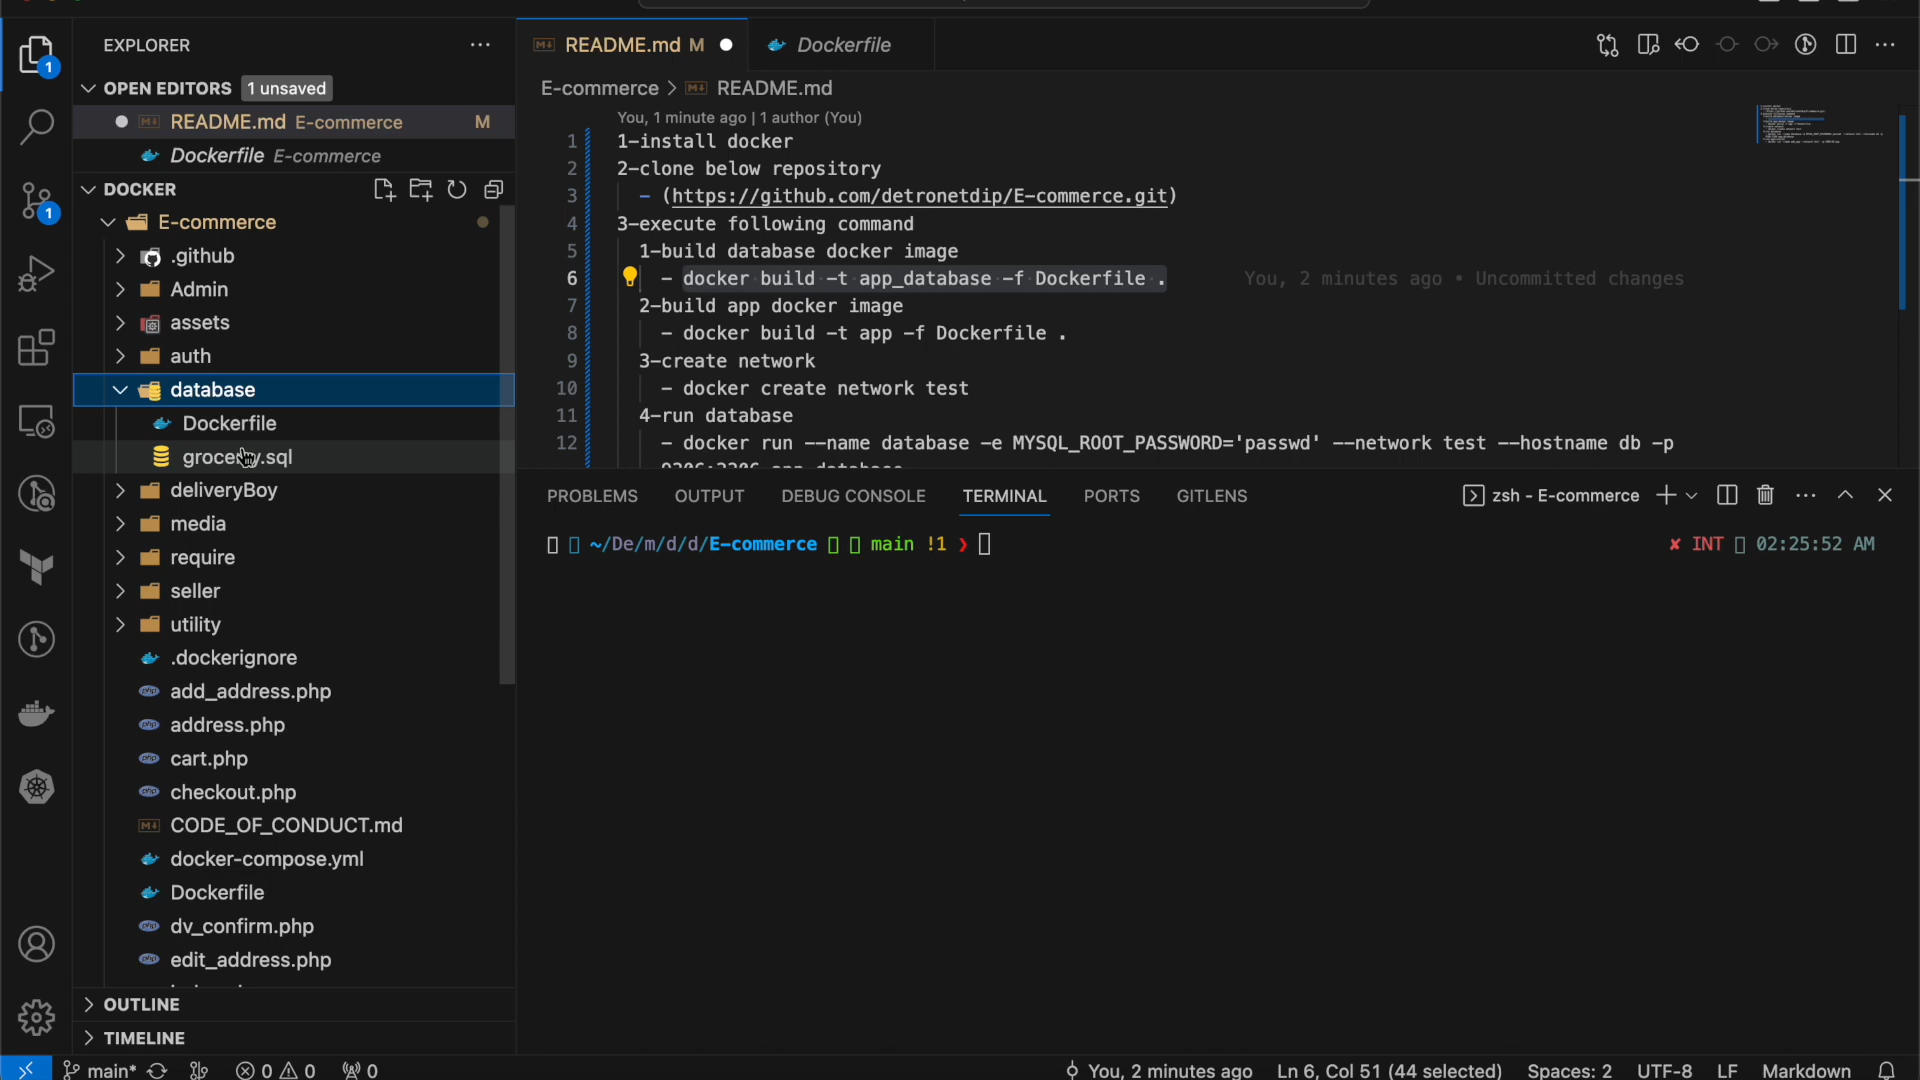 EXPLORER
OPEN EDITORS 1 unsaved
README.md E-commerce M
Dockerfile E-commerce
DOCKER
E-commerce
.github
Admin
assets
auth
database
Dockerfile
grocery.sql
deliveryBoy
media
require
seller
utility
.dockerignore
add_address.php
address.php
cart.php
checkout.php
CODE_OF_CONDUCT.md
docker-compose.yml
Dockerfile
dv_confirm.php
edit_address.php
OUTLINE
TIMELINE
1
1
README.md M
Dockerfile
E-commerce > README.md
You, 1 minute ago | 1 author (You)
1 1-install docker
2 2-clone below repository
3 - (https://github.com/detronetdip/E-commerce.git)
4 3-execute following command
5 1-build database docker image
6 - docker build -t app_database -f Dockerfile . You, 2 minutes ago • Uncommitted changes
7 2-build app docker image
8 - docker build -t app -f Dockerfile .
9 3-create network
10 - docker create network test
11 4-run database
12 - docker run --name database -e MYSQL_ROOT_PASSWORD='passwd' --network test --hostname db -p
PROBLEMS OUTPUT DEBUG CONSOLE TERMINAL PORTS GITLENS zsh - E-commerce
~/De/m/d/d/E-commerce main !1 ❯ ✘ INT 02:25:52 AM
main* 0 0 0 You, 2 minutes ago Ln 6, Col 51 (44 selected) Spaces: 2 UTF-8 LF Markdown